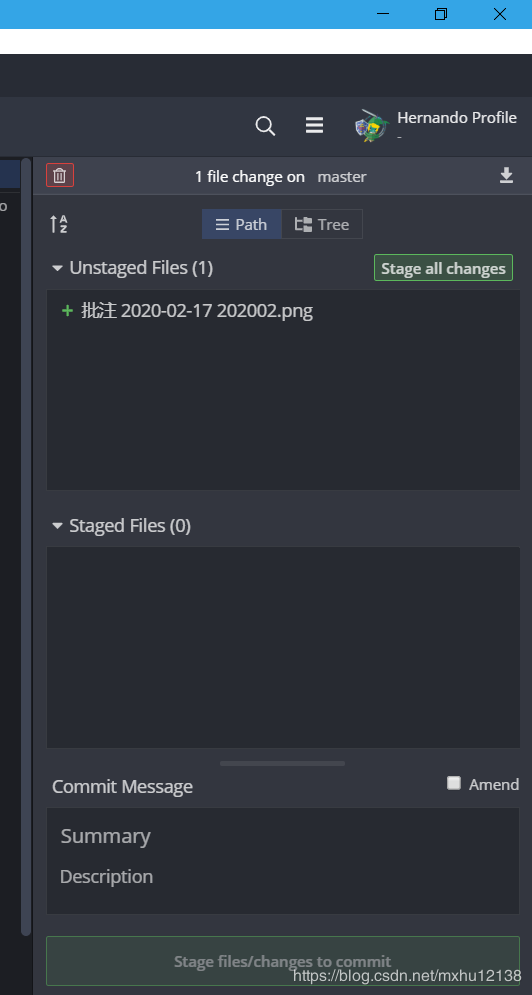 Hernando Profile
-
o
1 file change on master
A
Z
Path
Tree
Unstaged Files (1)
Stage all changes
+ 批注 2020-02-17 202002.png
Staged Files (0)
Commit Message
Amend
Summary
Description
Stage files/changes to commit
https://blog.csdn.net/mxhu12138